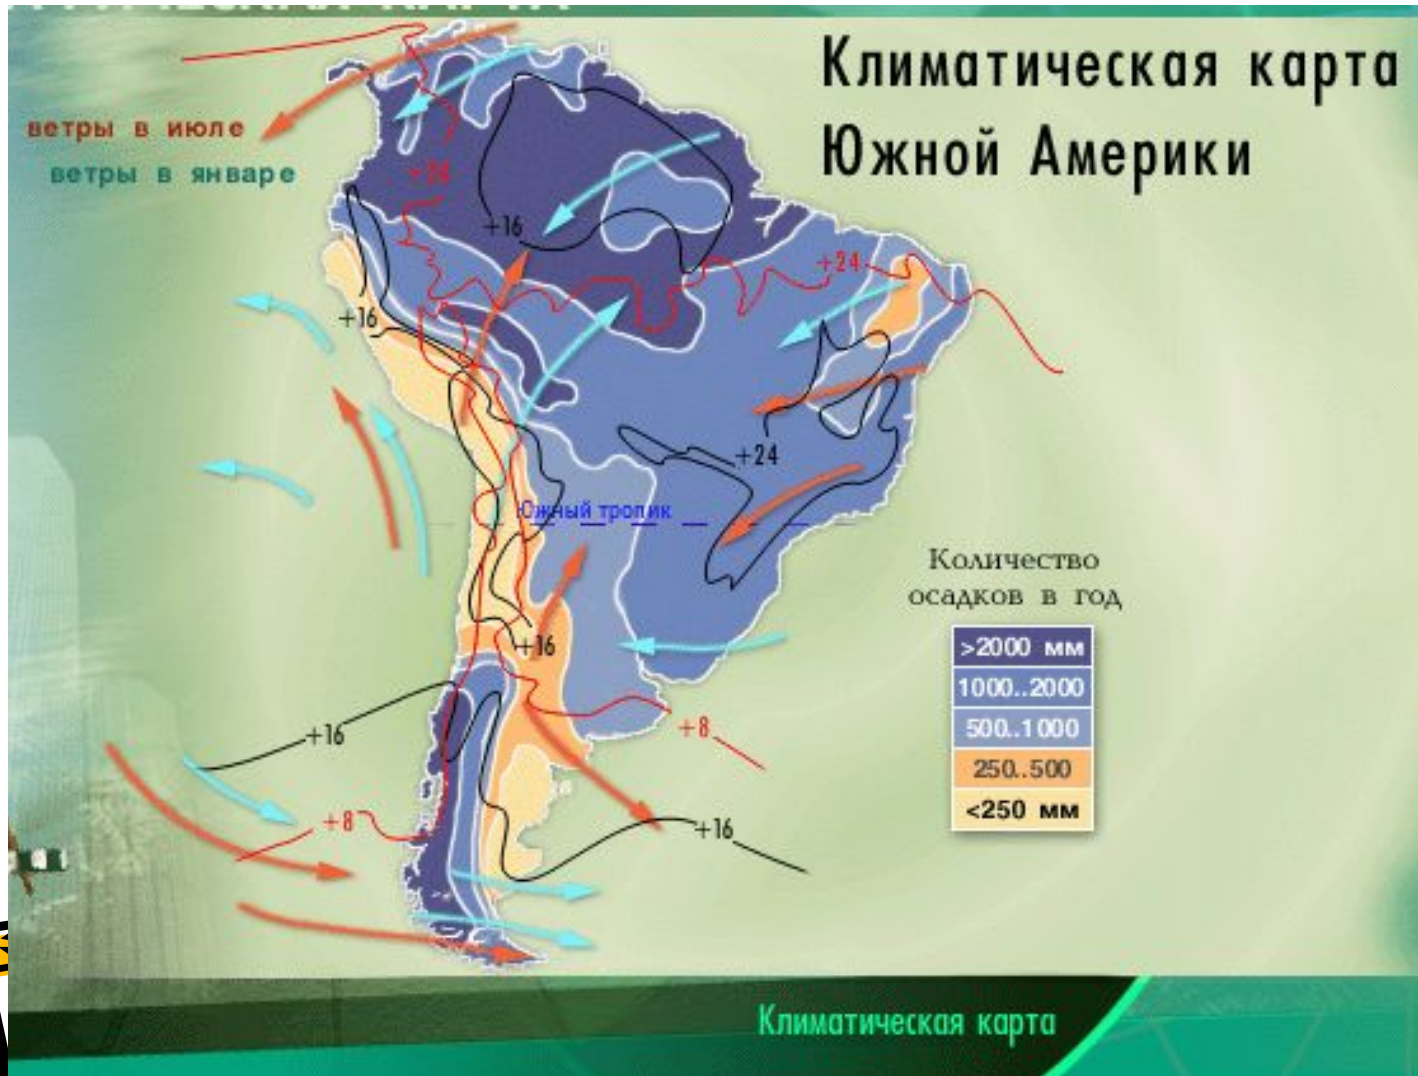 Климатическая карта
Южной Америки
ветры в июле
ветры в январе
+16
+24
+16
+24
Южный тропик
+16
+8
+16
+8
+16
Количество
осадков в год
>2000 мм
1000..2000
500..1000
250..500
<250 мм
Климатическая карта